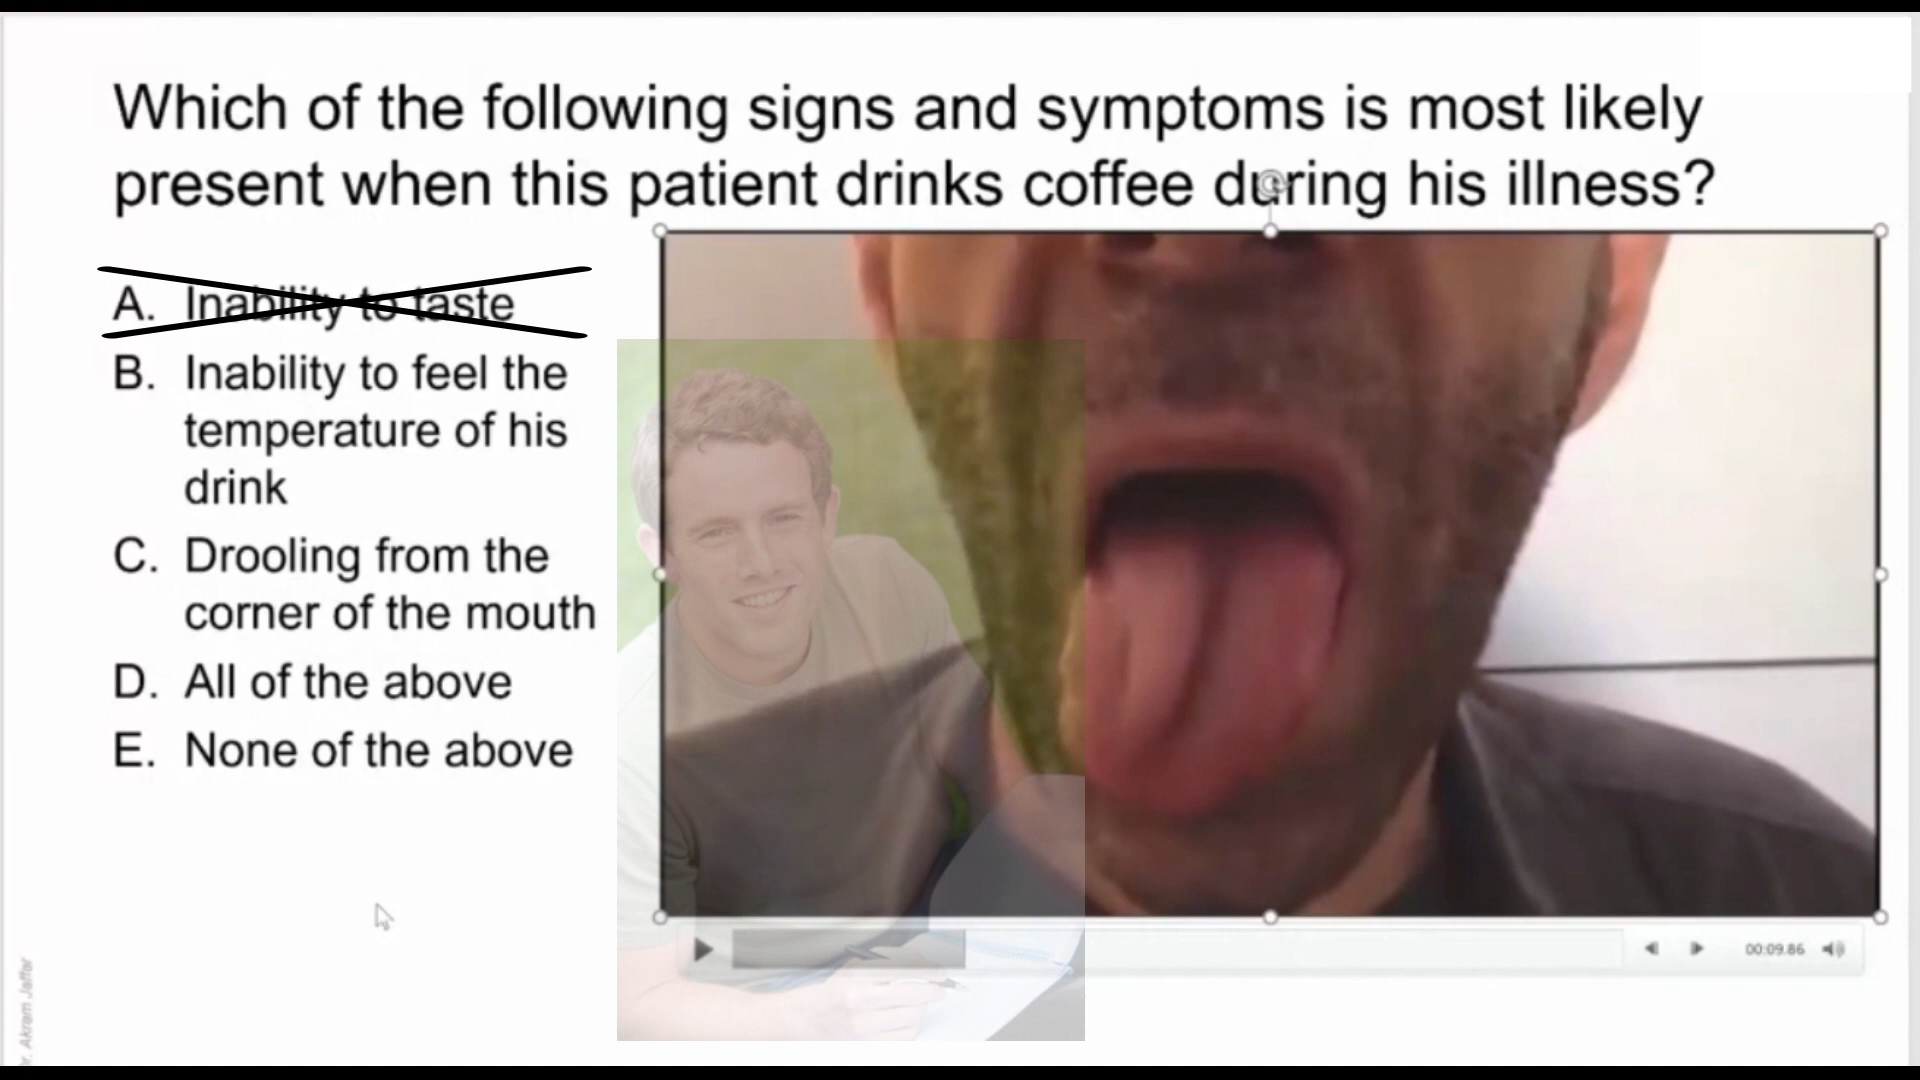 Which of the following signs and symptoms is most likely
present when this patient drinks coffee during his illness?
A. Inability to taste
B. Inability to feel the
temperature of his
drink
C. Drooling from the
corner of the mouth
D. All of the above
E. None of the above
00:09.86
Akram Jaffar